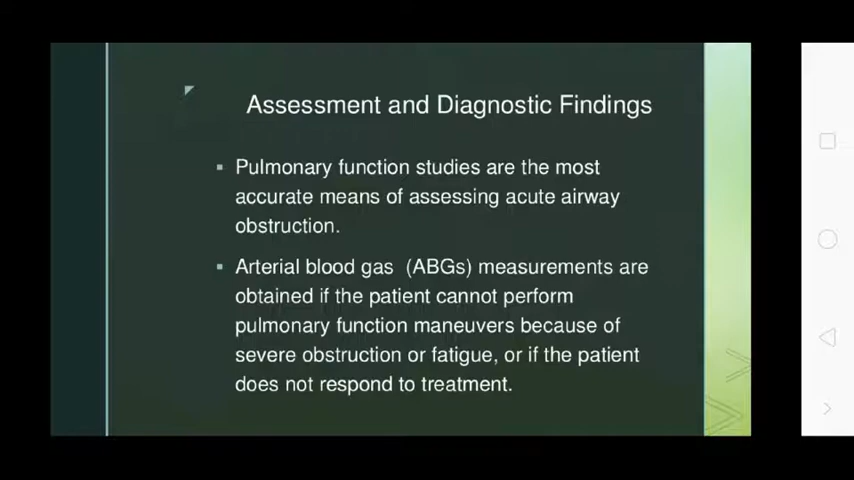 Assessment and Diagnostic Findings
Pulmonary function studies are the most
accurate means of assessing acute airway
obstruction.
Arterial blood gas  (ABGs) measurements are
obtained if the patient cannot perform
pulmonary function maneuvers because of
severe obstruction or fatigue, or if the patient
does not respond to treatment.